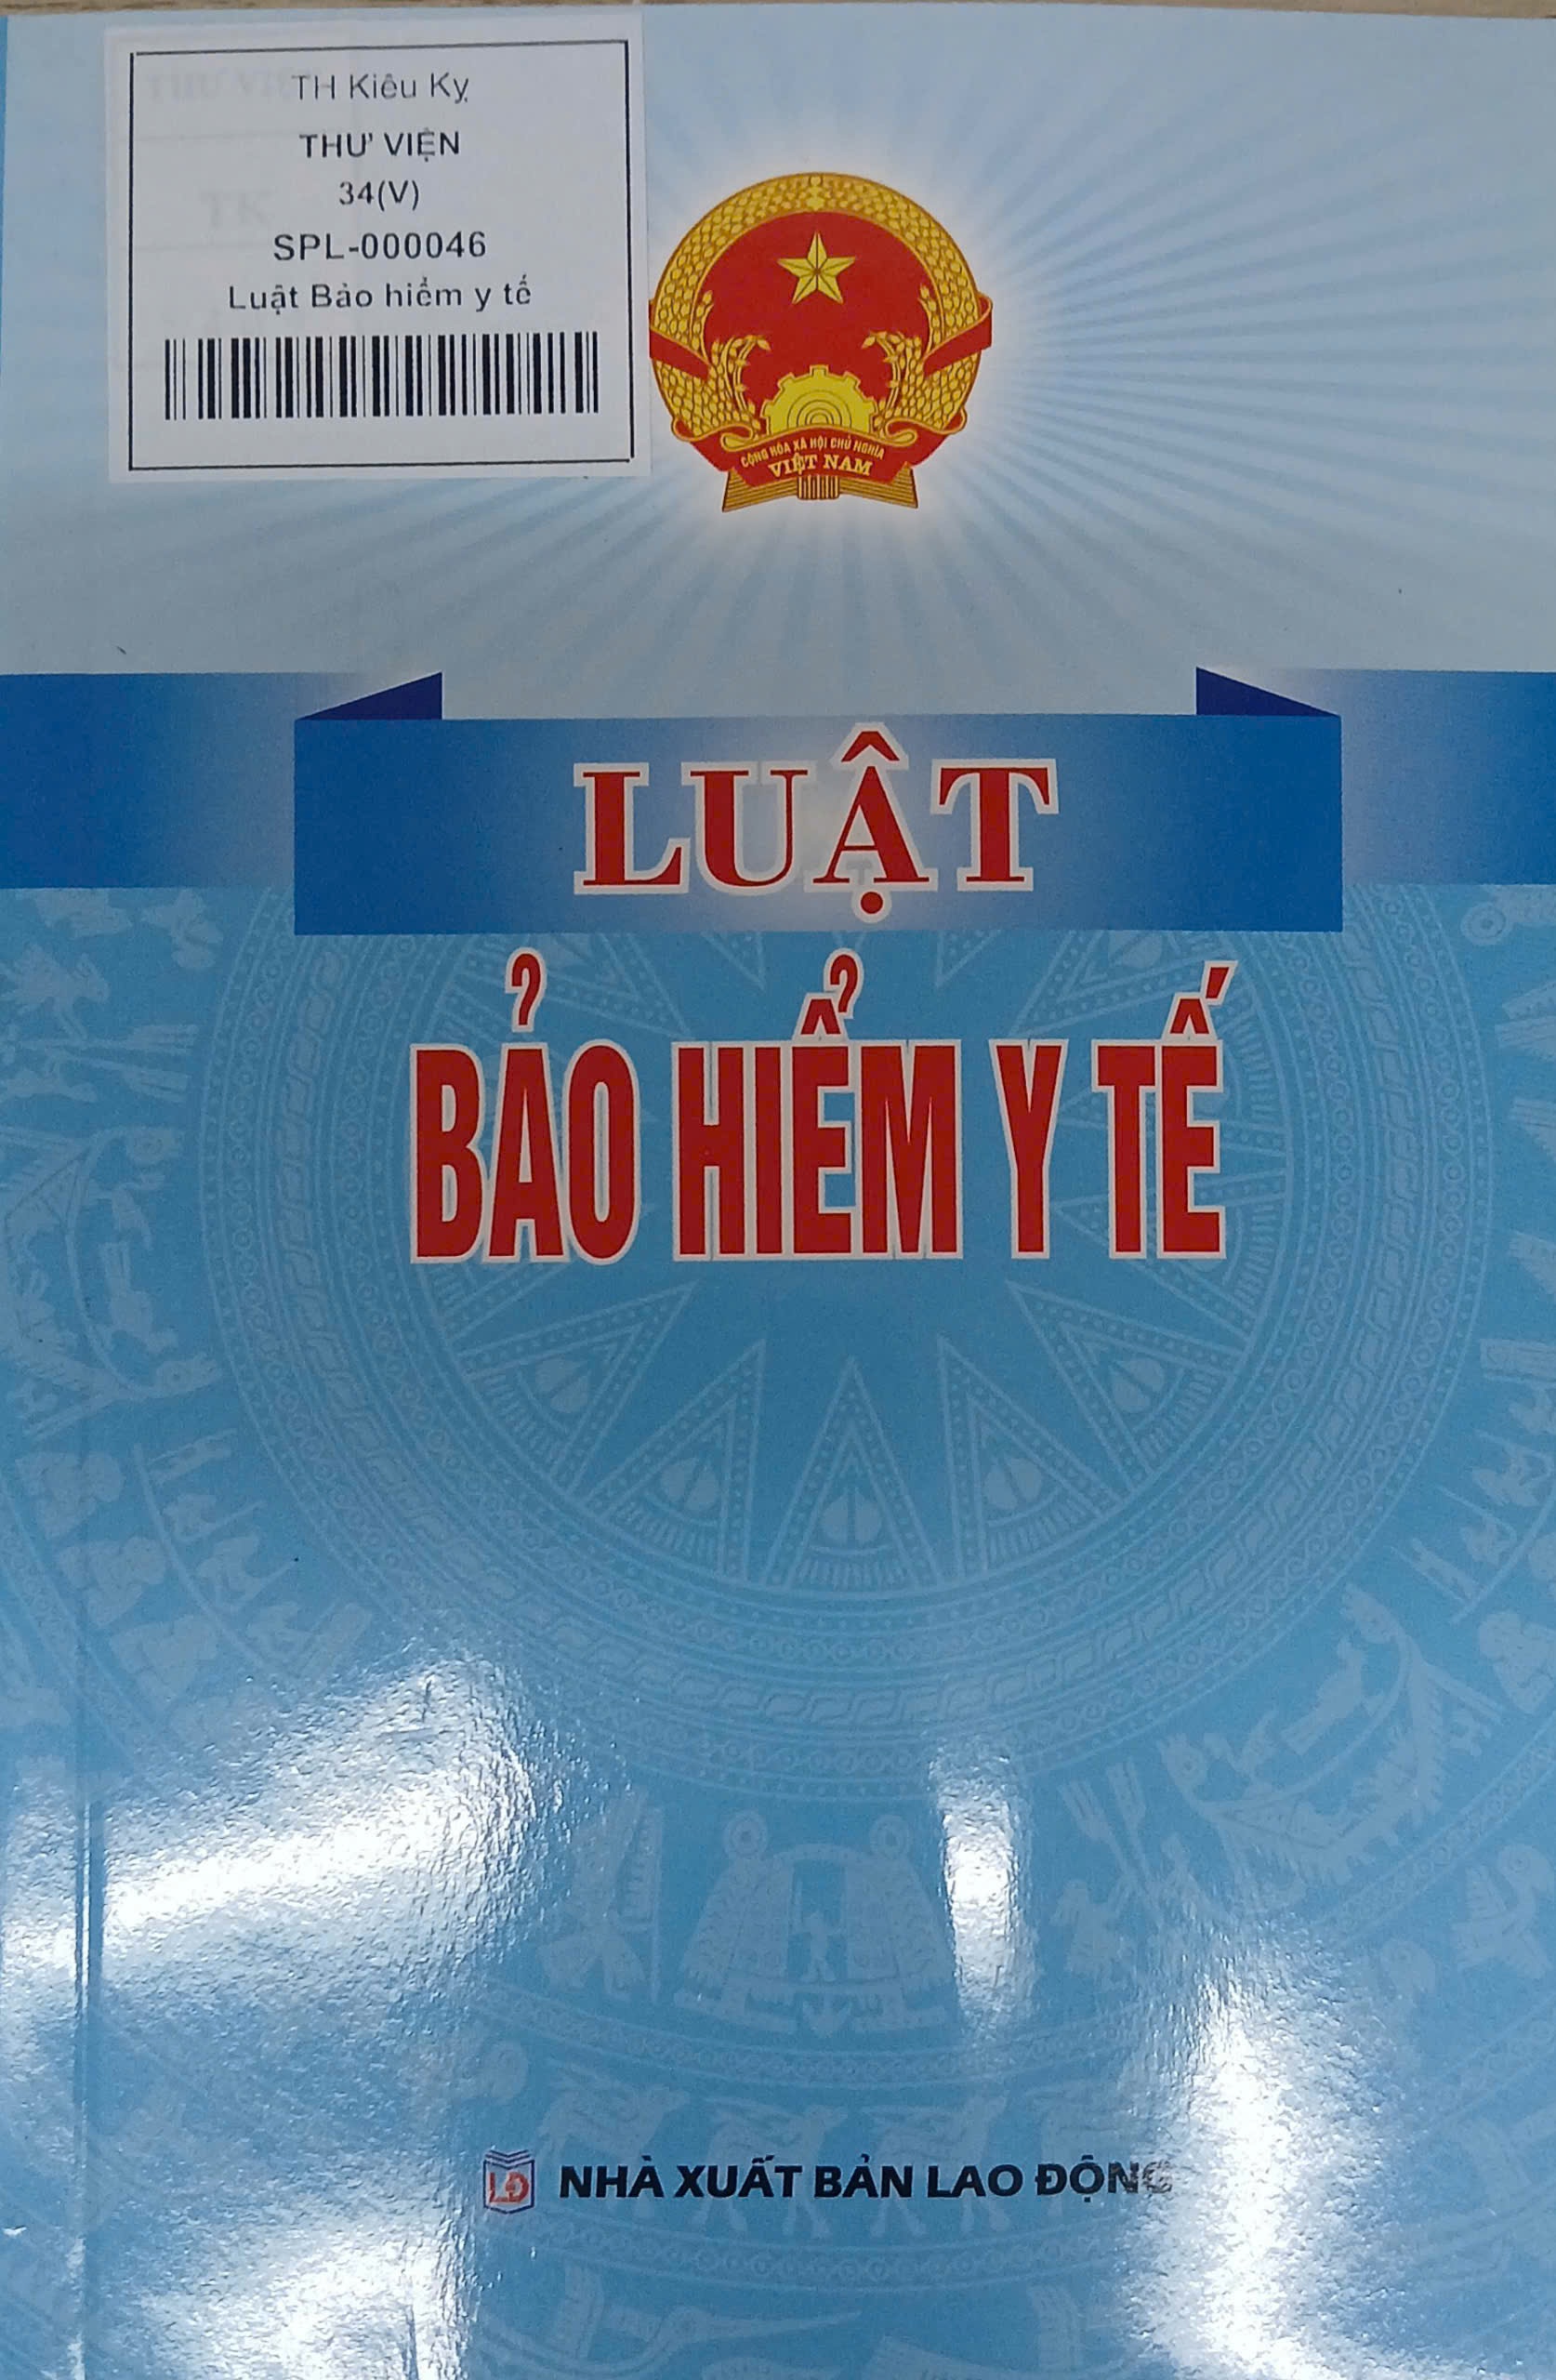 TH Kiêu Kỵ
THƯ VIỆN
34(V)
SPL-000046
Luật Bảo hiểm y tế
CỘNG HÒA XÃ HỘI CHỦ NGHĨA
VIỆT NAM
LUẬT
BẢO HIỂM Y TẾ
LĐ
NHÀ XUẤT BẢN LAO ĐỘNG